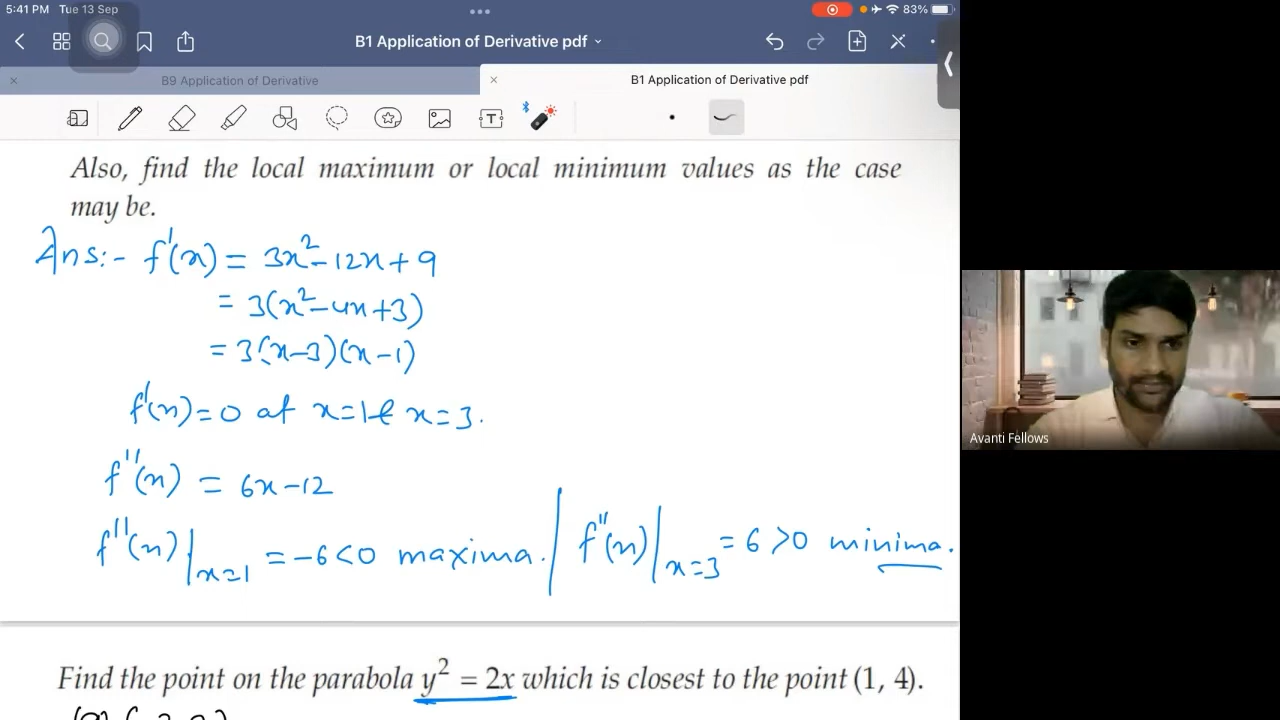 5:41 PM Tue 13 Sep
83%
B1 Application of Derivative pdf
B9 Application of Derivative
B1 Application of Derivative pdf
Also, find the local maximum or local minimum values as the case
may be.
Ans:- f'(x) = 3x²-12x+9
= 3(x²-4x+3)
= 3(x-3)(x-1)
f'(x)=0 at x=1 & x=3.
f''(x) = 6x-12
f''(x)|x=1 = -6<0 maxima. | f''(x)|x=3 = 6>0 minima.
Find the point on the parabola y² = 2x which is closest to the point (1, 4).
Avanti Fellows